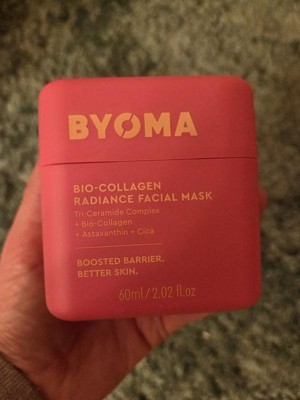 BYOMA
BIO-COLLAGEN
RADIANCE FACIAL MASK
Tri-Ceramide Complex
+ Bio-Collagen
+ Astaxanthin + Cica
BOOSTED BARRIER.
BETTER SKIN.
60ml/2.02 fl.oz